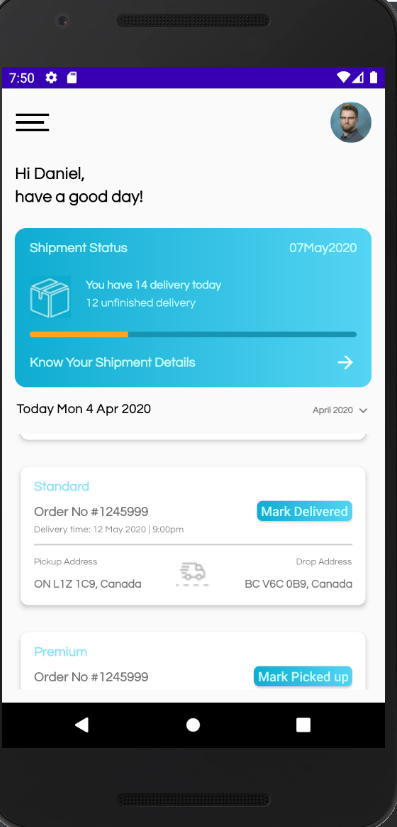 7:50
Hi Daniel,
have a good day!
Shipment Status 07May2020
You have 14 delivery today
12 unfinished delivery
Know Your Shipment Details
Today Mon 4 Apr 2020 April 2020
Standard
Order No #1245999 Mark Delivered
Delivery time: 12 May 2020 | 9:00pm
Pickup Address Drop Address
ON L1Z 1C9, Canada BC V6C 0B9, Canada
Premium
Order No #1245999 Mark Picked up